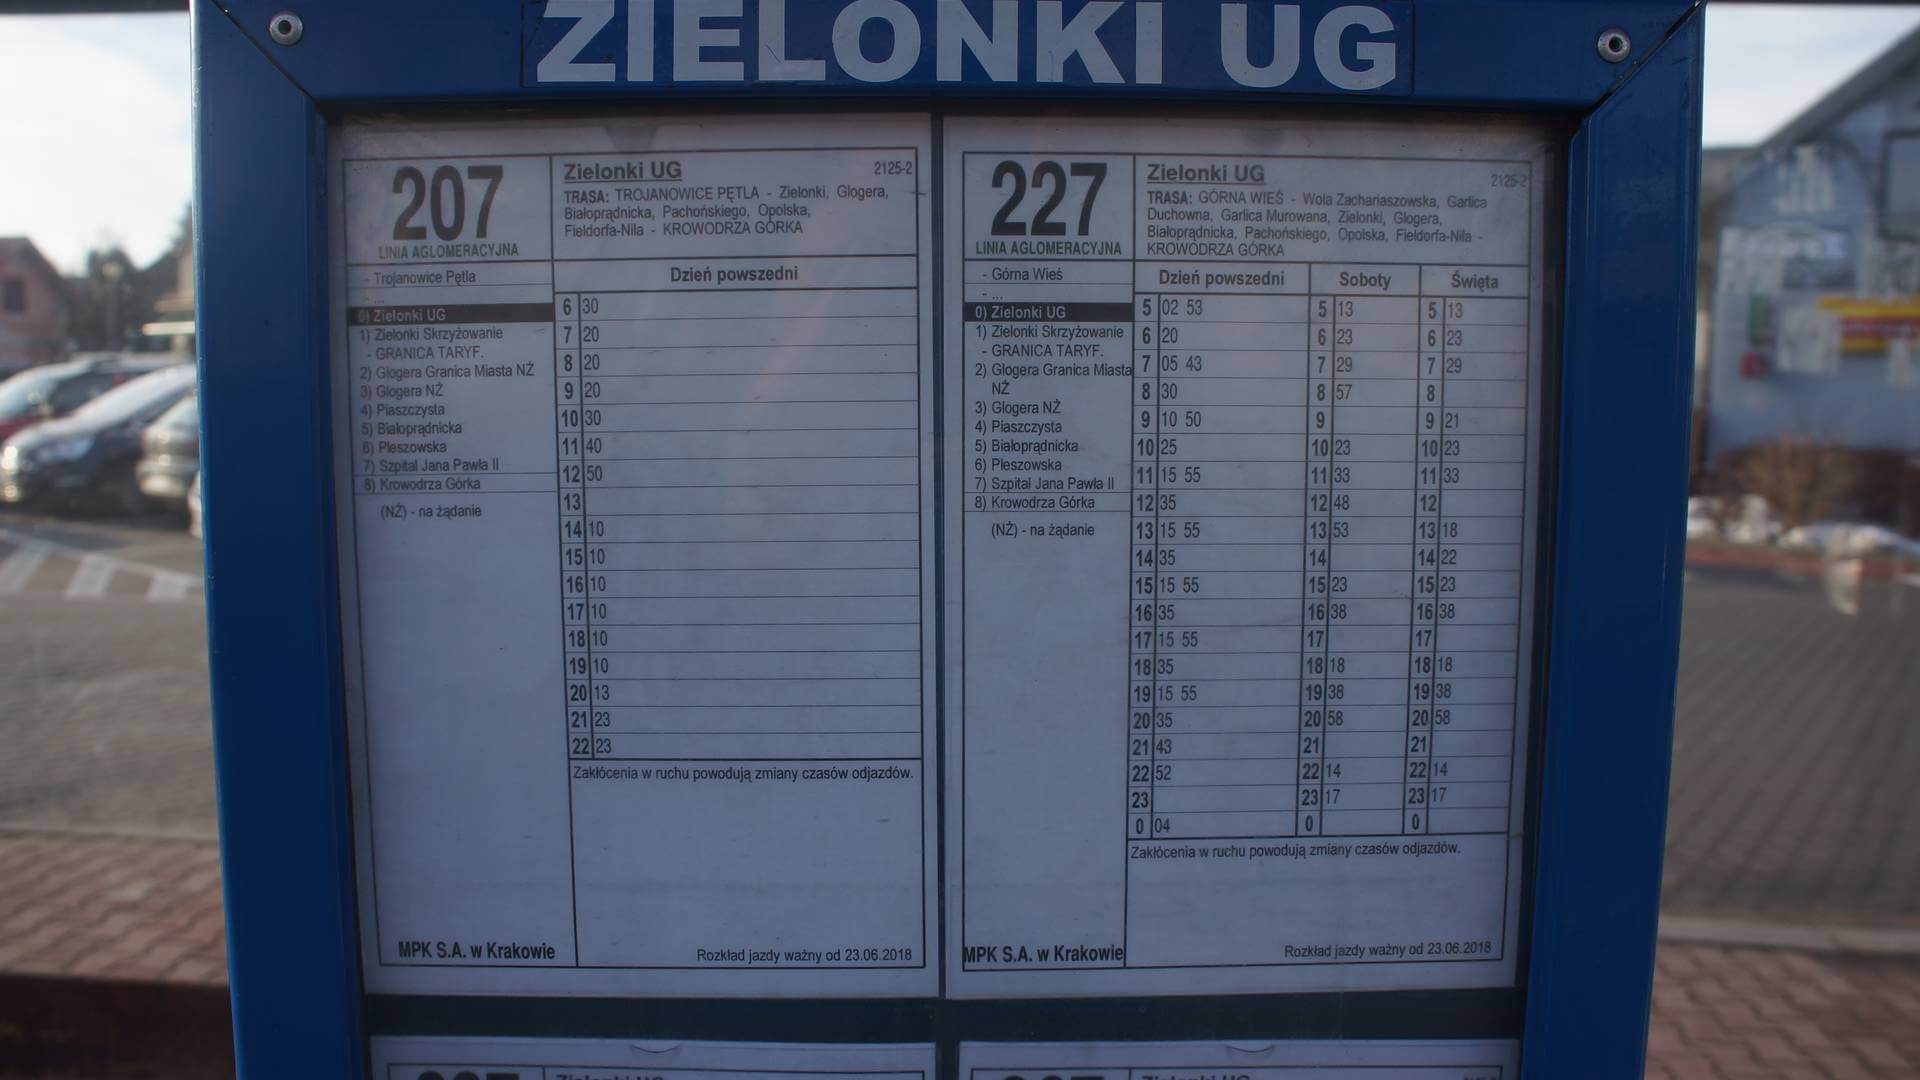 ZIELONKI UG
207
LINIA AGLOMERACYJNA
Zielonki UG 2125-2
TRASA: TROJANOWICE PĘTLA - Zielonki, Glogera,
Białoprądnicka, Pachońskiego, Opolska,
Fieldorfa-Nila - KROWODRZA GÓRKA
- Trojanowice Pętla
- ...
0) Zielonki UG
1) Zielonki Skrzyżowanie
- GRANICA TARYF.
2) Glogera Granica Miasta NŻ
3) Glogera NŻ
4) Piaszczysta
5) Białoprądnicka
6) Pleszowska
7) Szpital Jana Pawła II
8) Krowodrza Górka
(NŻ) - na żądanie
Dzień powszedni
6 30
7 20
8 20
9 20
10 30
11 40
12 50
13
14 10
15 10
16 10
17 10
18 10
19 10
20 13
21 23
22 23
Zakłócenia w ruchu powodują zmiany czasów odjazdów.
MPK S.A. w Krakowie
Rozkład jazdy ważny od 23.06.2018
227
LINIA AGLOMERACYJNA
Zielonki UG 2125-2
TRASA: GÓRNA WIEŚ - Wola Zachariaszowska, Garlica
Duchowna, Garlica Murowana, Zielonki, Glogera,
Białoprądnicka, Pachońskiego, Opolska, Fieldorfa-Nila -
KROWODRZA GÓRKA
- Górna Wieś
- ...
0) Zielonki UG
1) Zielonki Skrzyżowanie
- GRANICA TARYF.
2) Glogera Granica Miasta
NŻ
3) Glogera NŻ
4) Piaszczysta
5) Białoprądnicka
6) Pleszowska
7) Szpital Jana Pawła II
8) Krowodrza Górka
(NŻ) - na żądanie
Dzień powszedni Soboty Święta
5 02 53 5 13 5 13
6 20 6 23 6 23
7 05 43 7 29 7 29
8 30 8 57 8
9 10 50 9 9 21
10 25 10 23 10 23
11 15 55 11 33 11 33
12 35 12 48 12
13 15 55 13 53 13 18
14 35 14 14 22
15 15 55 15 23 15 23
16 35 16 38 16 38
17 15 55 17 17
18 35 18 18 18 18
19 15 55 19 38 19 38
20 35 20 58 20 58
21 43 21 21
22 52 22 14 22 14
23 23 17 23 17
0 04 0 0
Zakłócenia w ruchu powodują zmiany czasów odjazdów.
MPK S.A. w Krakowie
Rozkład jazdy ważny od 23.06.2018
Zielonki UG
Zielonki UG